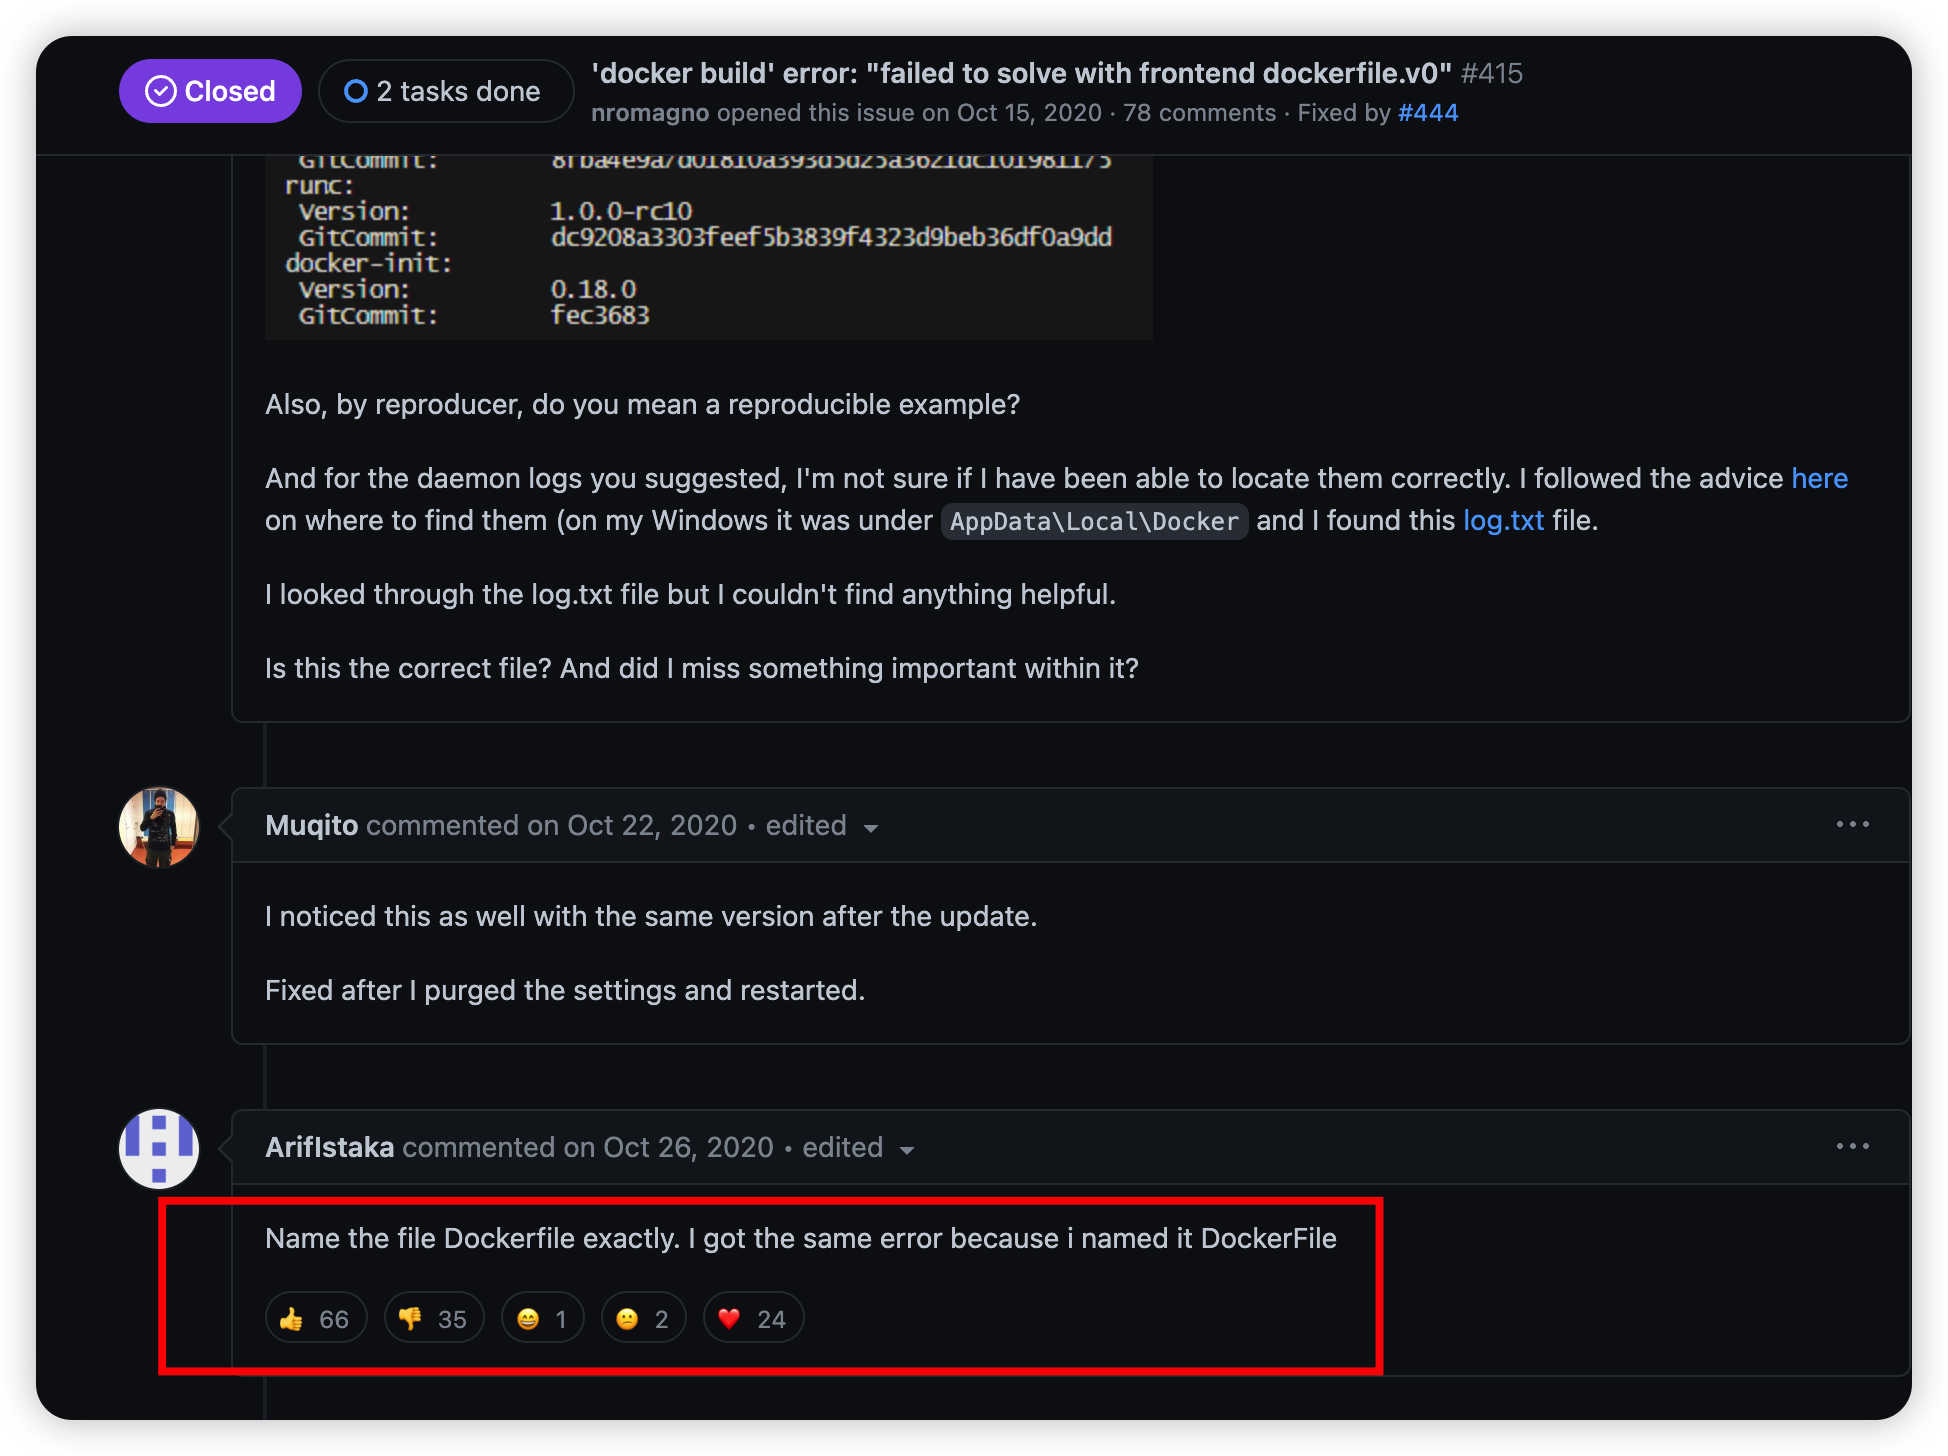 Closed
2 tasks done
'docker build' error: "failed to solve with frontend dockerfile.v0" #415
nromagno opened this issue on Oct 15, 2020 · 78 comments · Fixed by #444
GitCommit:
runc:
Version: 1.0.0-rc10
GitCommit: dc9208a3303feef5b3839f4323d9beb36df0a9dd
docker-init:
Version: 0.18.0
GitCommit: fec3683
Also, by reproducer, do you mean a reproducible example?
And for the daemon logs you suggested, I'm not sure if I have been able to locate them correctly. I followed the advice here
on where to find them (on my Windows it was under AppData\Local\Docker and I found this log.txt file.
I looked through the log.txt file but I couldn't find anything helpful.
Is this the correct file? And did I miss something important within it?
Muqito commented on Oct 22, 2020 • edited
I noticed this as well with the same version after the update.
Fixed after I purged the settings and restarted.
ArifIstaka commented on Oct 26, 2020 • edited
Name the file Dockerfile exactly. I got the same error because i named it DockerFile
👍 66 👎 35 😄 1 😕 2 ❤️ 24